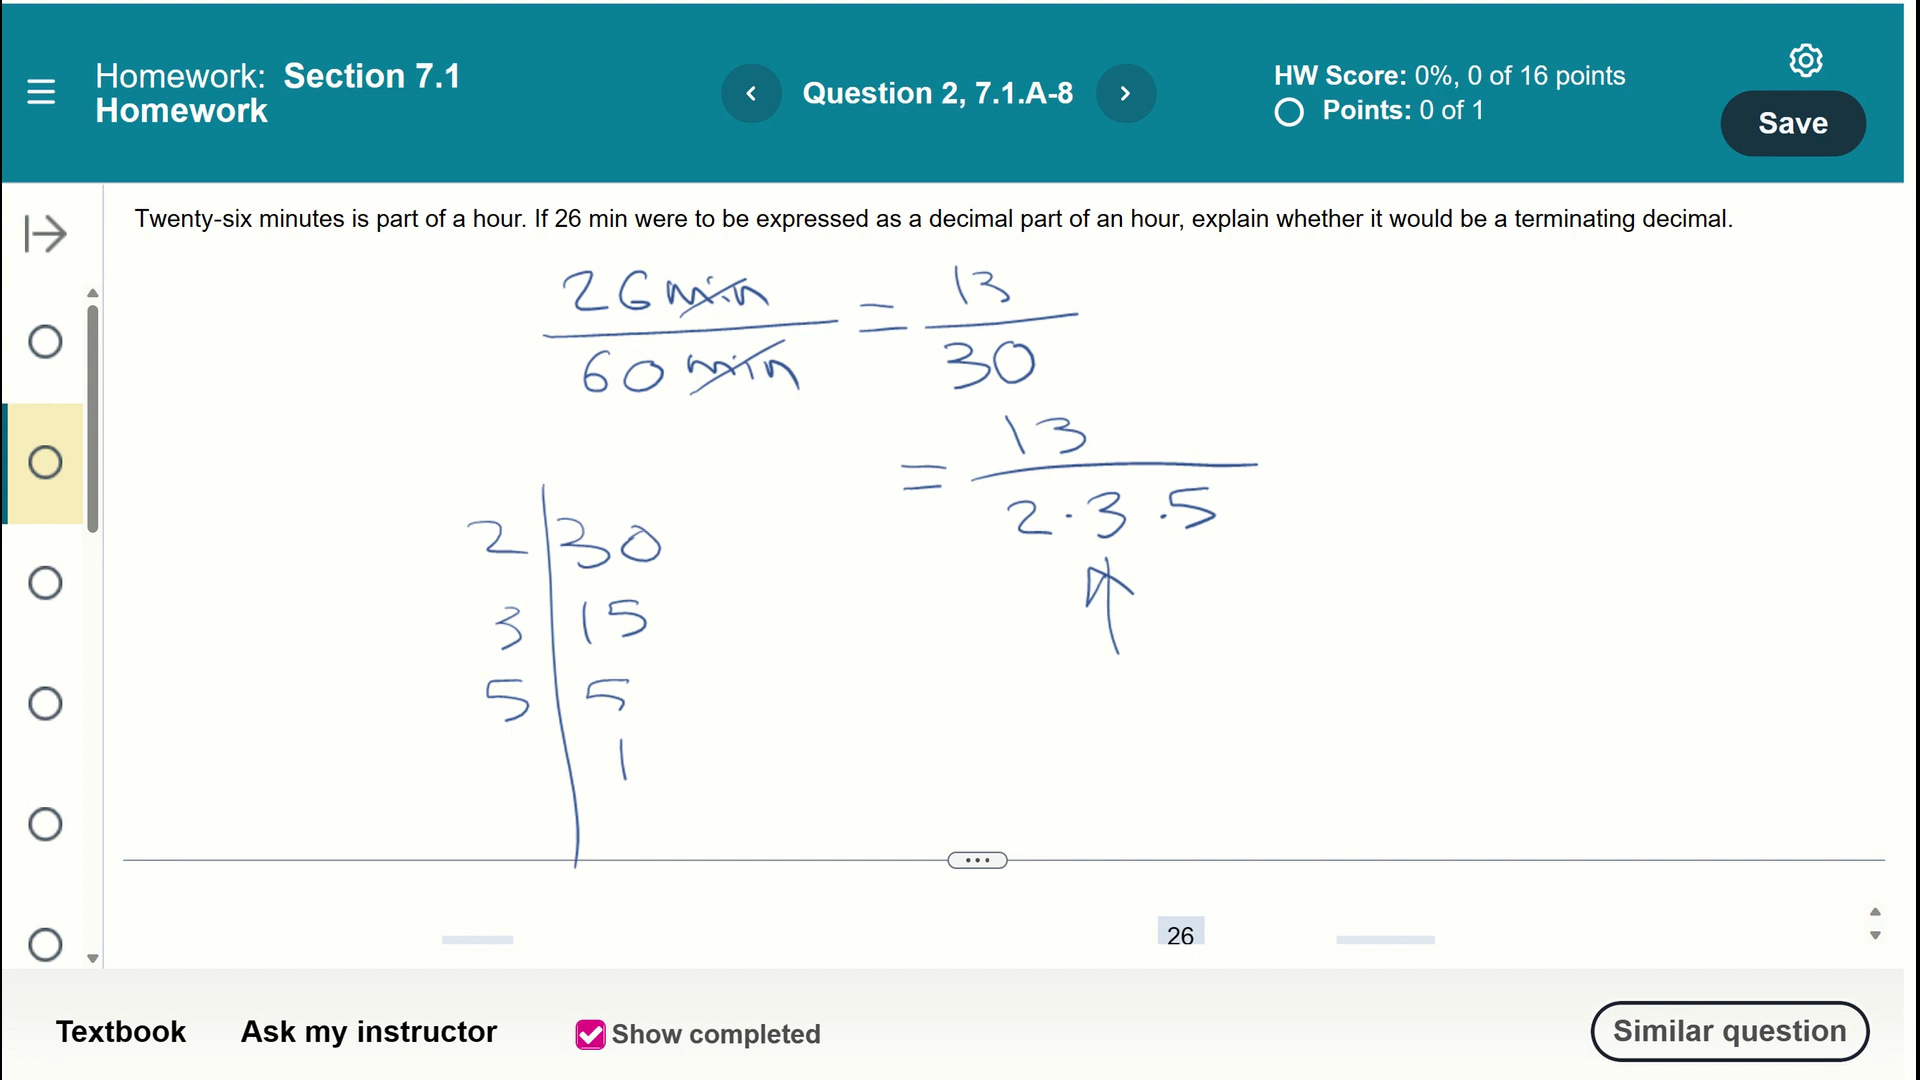 Homework: Section 7.1
Homework
Question 2, 7.1.A-8
HW Score: 0%, 0 of 16 points
Points: 0 of 1
Save
Twenty-six minutes is part of a hour. If 26 min were to be expressed as a decimal part of an hour, explain whether it would be a terminating decimal.
26 min
60 min
=
13
30
=
13
2 · 3 · 5
2 30
3 15
5 5
1
26
Textbook
Ask my instructor
Show completed
Similar question